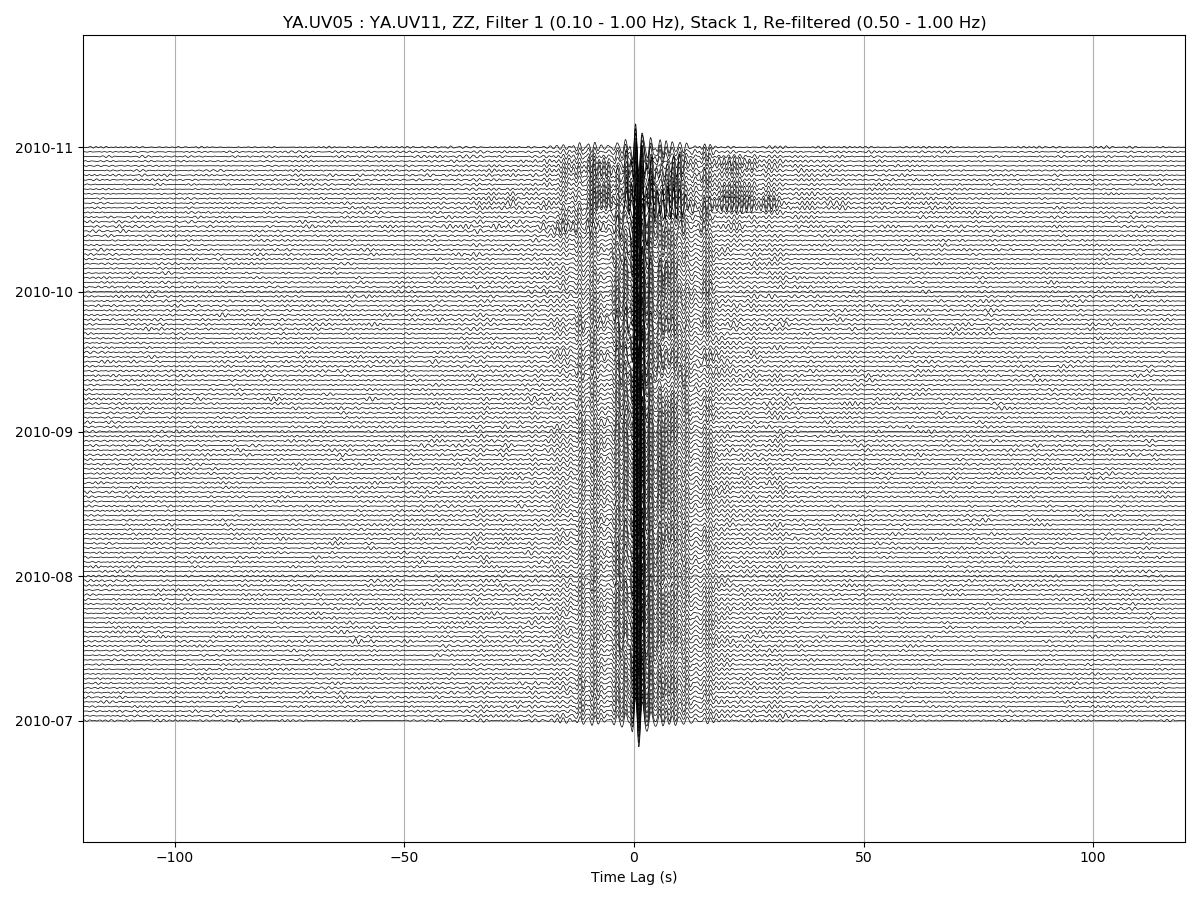 YA.UV05 : YA.UV11, ZZ, Filter 1 (0.10 - 1.00 Hz), Stack 1, Re-filtered (0.50 - 1.00 Hz)
2010-11
2010-10
2010-09
2010-08
2010-07
−100 −50 0 50 100
Time Lag (s)